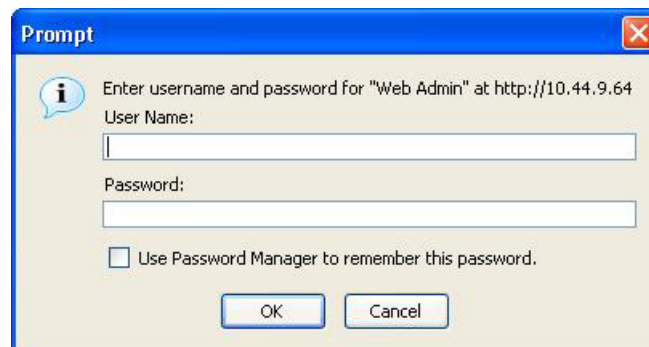 Prompt
Enter username and password for "Web Admin" at http://10.44.9.64
User Name:
Password:
Use Password Manager to remember this password.
OK
Cancel